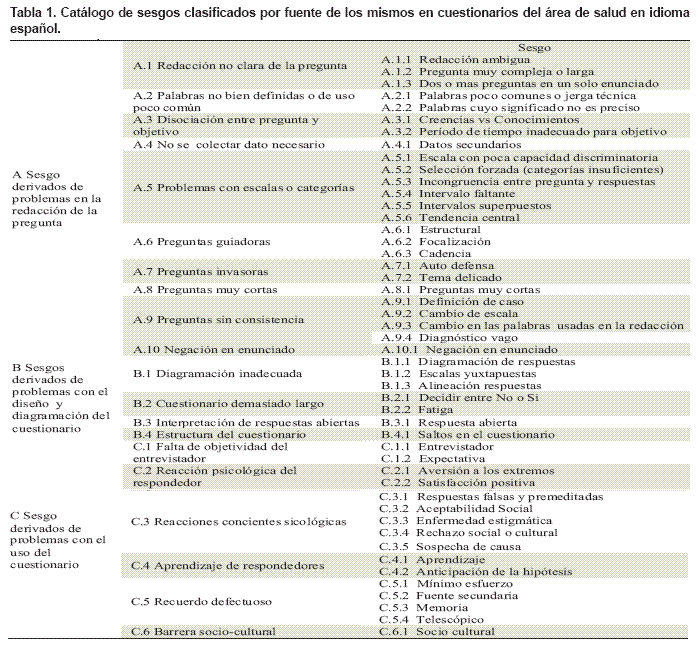 Tabla 1. Catálogo de sesgos clasificados por fuente de los mismos en cuestionarios del área de salud en idioma
español.
Sesgo
A Sesgo
derivados de
problemas en la
redacción de la
pregunta
A.1 Redacción no clara de la pregunta
A.1.1 Redacción ambigua
A.1.2 Pregunta muy compleja o larga
A.1.3 Dos o mas preguntas en un solo enunciado
A.2 Palabras no bien definidas o de uso
poco común
A.2.1 Palabras poco comunes o jerga técnica
A.2.2 Palabras cuyo significado no es preciso
A.3 Disociación entre pregunta y
objetivo
A.3.1 Creencias vs Conocimientos
A.3.2 Período de tiempo inadecuado para objetivo
A.4 No se colectar dato necesario
A.4.1 Datos secundarios
A.5 Problemas con escalas o categorías
A.5.1 Escala con poca capacidad discriminatoria
A.5.2 Selección forzada (categorías insuficientes)
A.5.3 Incongruencia entre pregunta y respuestas
A.5.4 Intervalo faltante
A.5.5 Intervalos superpuestos
A.5.6 Tendencia central
A.6 Preguntas guiadoras
A.6.1 Estructural
A.6.2 Focalización
A.6.3 Cadencia
A.7 Preguntas invasoras
A.7.1 Auto defensa
A.7.2 Tema delicado
A.8 Preguntas muy cortas
A.8.1 Preguntas muy cortas
A.9 Preguntas sin consistencia
A.9.1 Definición de caso
A.9.2 Cambio de escala
A.9.3 Cambio en las palabras usadas en la redacción
A.9.4 Diagnóstico vago
A.10 Negación en enunciado
A.10.1 Negación en enunciado
B Sesgos
derivados de
problemas con el
diseño y
diagramación del
cuestionario
B.1 Diagramación inadecuada
B.1.1 Diagramación de respuestas
B.1.2 Escalas yuxtapuestas
B.1.3 Alineación respuestas
B.2 Cuestionario demasiado largo
B.2.1 Decidir entre No o Si
B.2.2 Fatiga
B.3 Interpretación de respuestas abiertas
B.3.1 Respuesta abierta
B.4 Estructura del cuestionario
B.4.1 Saltos en el cuestionario
C Sesgo
derivados de
problemas con el
uso del
cuestionario
C.1 Falta de objetividad del
entrevistador
C.1.1 Entrevistador
C.1.2 Expectativa
C.2 Reacción psicológica del
respondedor
C.2.1 Aversión a los extremos
C.2.2 Satisfacción positiva
C.3 Reacciones concientes sicológicas
C.3.1 Respuestas falsas y premeditadas
C.3.2 Aceptabilidad Social
C.3.3 Enfermedad estigmática
C.3.4 Rechazo social o cultural
C.3.5 Sospecha de causa
C.4 Aprendizaje de respondedores
C.4.1 Aprendizaje
C.4.2 Anticipación de la hipótesis
C.5 Recuerdo defectuoso
C.5.1 Mínimo esfuerzo
C.5.2 Fuente secundaria
C.5.3 Memoria
C.5.4 Telescópico
C.6 Barrera socio-cultural
C.6.1 Socio cultural